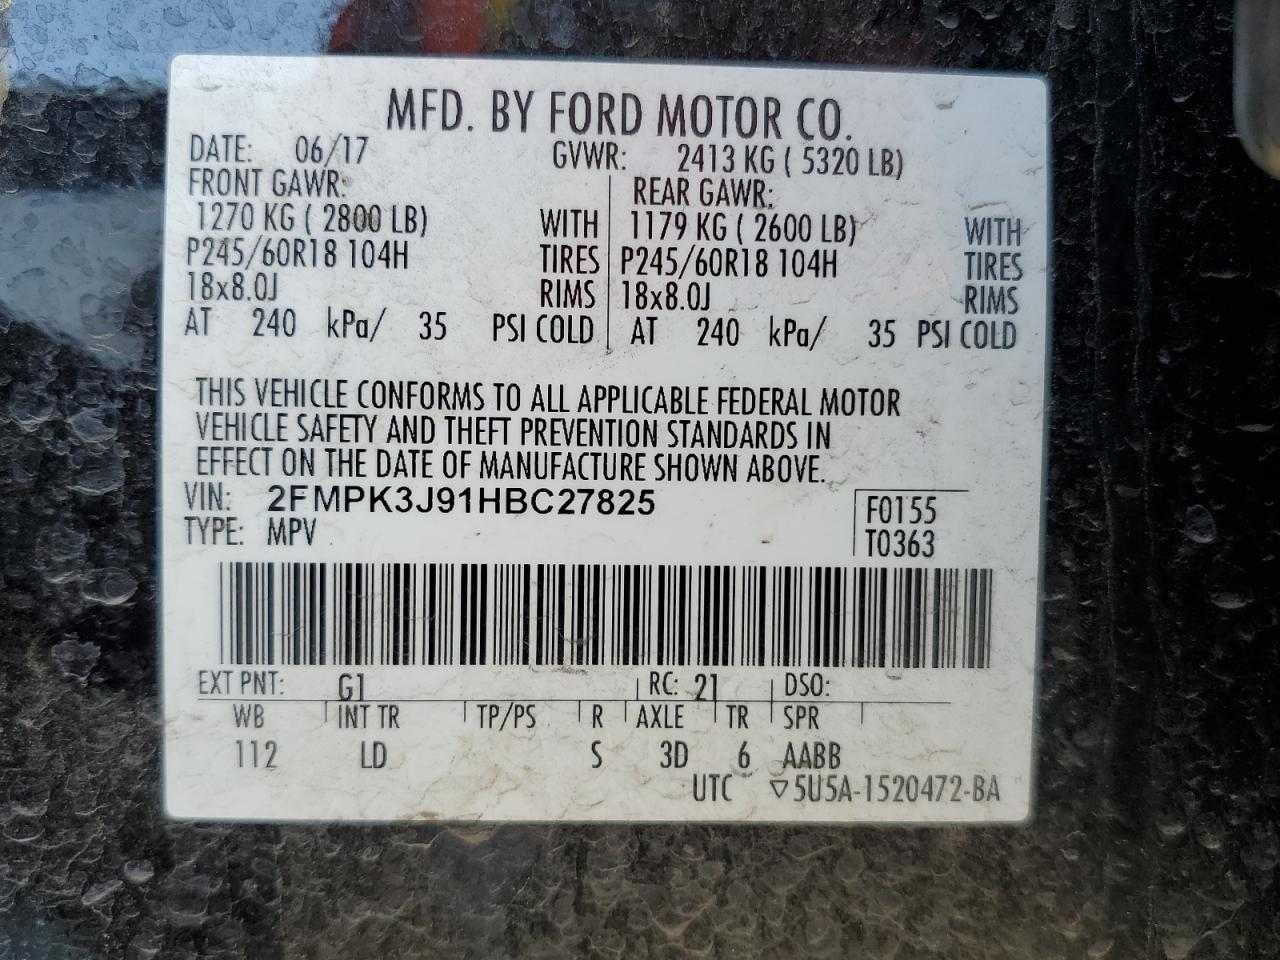 MFD. BY FORD MOTOR CO.
DATE: 06/17 GVWR: 2413 KG ( 5320 LB)
FRONT GAWR: REAR GAWR:
1270 KG ( 2800 LB) WITH 1179 KG ( 2600 LB) WITH
P245/60R18 104H TIRES P245/60R18 104H TIRES
18x8.0J RIMS 18x8.0J RIMS
AT 240 kPa/ 35 PSI COLD AT 240 kPa/ 35 PSI COLD
THIS VEHICLE CONFORMS TO ALL APPLICABLE FEDERAL MOTOR
VEHICLE SAFETY AND THEFT PREVENTION STANDARDS IN
EFFECT ON THE DATE OF MANUFACTURE SHOWN ABOVE.
VIN: 2FMPK3J91HBC27825 F0155
TYPE: MPV T0363
EXT PNT: G1 RC: 21 DSO:
WB INT TR TP/PS R AXLE TR SPR
112 LD S 3D 6 AABB
UTC ▽5U5A-1520472-BA